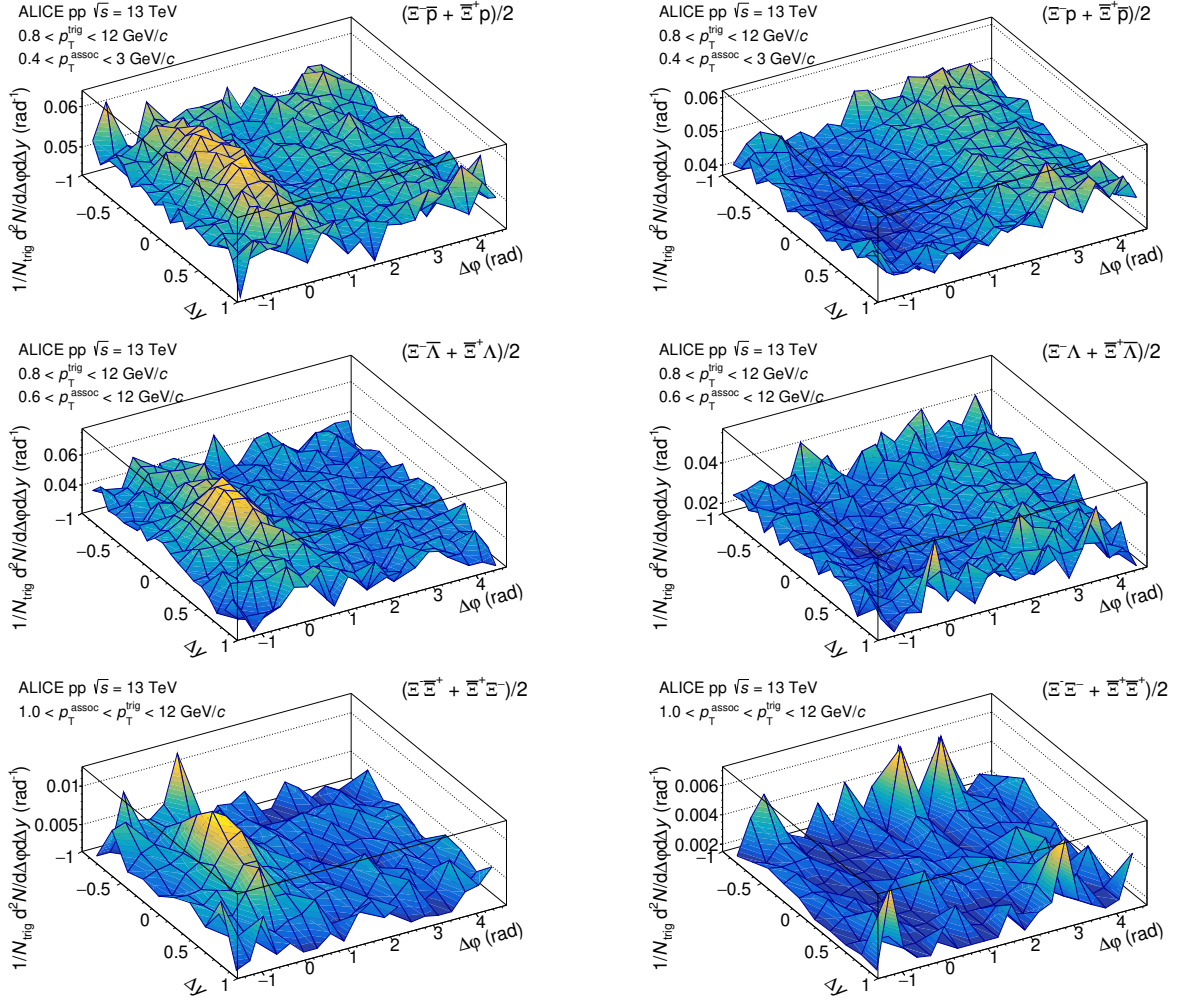 ALICE pp √s = 13 TeV
0.8 < p_T^trig < 12 GeV/c
0.4 < p_T^assoc < 3 GeV/c
(Ξ⁻p̅ + Ξ̅⁺p)/2
1/N_trig d²N/dΔφdΔy (rad⁻¹)
0.06
0.05
−1
−0.5
0
0.5
1
Δy
−1
0
1
2
3
4
Δφ (rad)
ALICE pp √s = 13 TeV
0.8 < p_T^trig < 12 GeV/c
0.4 < p_T^assoc < 3 GeV/c
(Ξ⁻p + Ξ̅⁺p̅)/2
1/N_trig d²N/dΔφdΔy (rad⁻¹)
0.06
0.05
0.04
−1
−0.5
0
0.5
1
Δy
−1
0
1
2
3
4
Δφ (rad)
ALICE pp √s = 13 TeV
0.8 < p_T^trig < 12 GeV/c
0.6 < p_T^assoc < 12 GeV/c
(Ξ⁻Λ̅ + Ξ̅⁺Λ)/2
1/N_trig d²N/dΔφdΔy (rad⁻¹)
0.06
0.04
−1
−0.5
0
0.5
1
Δy
−1
0
1
2
3
4
Δφ (rad)
ALICE pp √s = 13 TeV
0.8 < p_T^trig < 12 GeV/c
0.6 < p_T^assoc < 12 GeV/c
(Ξ⁻Λ + Ξ̅⁺Λ̅)/2
1/N_trig d²N/dΔφdΔy (rad⁻¹)
0.04
0.02
−1
−0.5
0
0.5
1
Δy
−1
0
1
2
3
4
Δφ (rad)
ALICE pp √s = 13 TeV
1.0 < p_T^assoc < p_T^trig < 12 GeV/c
(Ξ⁻Ξ̅⁺ + Ξ̅⁺Ξ⁻)/2
1/N_trig d²N/dΔφdΔy (rad⁻¹)
0.01
0.005
−1
−0.5
0
0.5
1
Δy
−1
0
1
2
3
4
Δφ (rad)
ALICE pp √s = 13 TeV
1.0 < p_T^assoc < p_T^trig < 12 GeV/c
(Ξ⁻Ξ⁻ + Ξ̅⁺Ξ̅⁺)/2
1/N_trig d²N/dΔφdΔy (rad⁻¹)
0.006
0.004
0.002
−1
−0.5
0
0.5
1
Δy
−1
0
1
2
3
4
Δφ (rad)